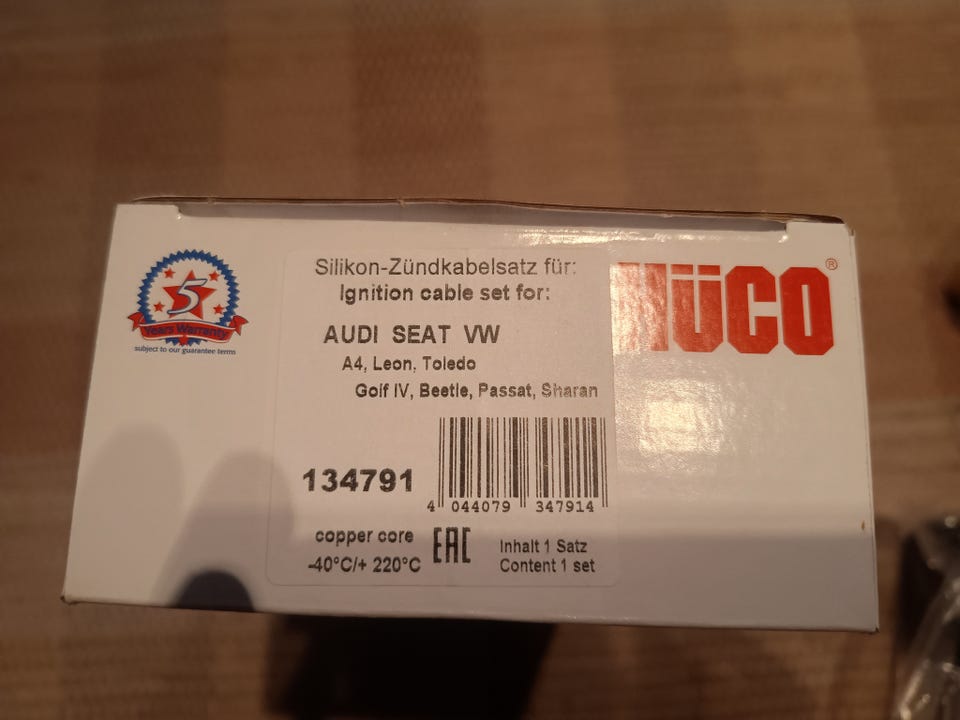 5
Years Warranty
subject to our guarantee terms
Silikon-Zündkabelsatz für:
Ignition cable set for:
AUDI SEAT VW
A4, Leon, Toledo
Golf IV, Beetle, Passat, Sharan
134791
4 044079 347914
copper core
-40°C/+ 220°C
EAC
Inhalt 1 Satz
Content 1 set
HÜCO®